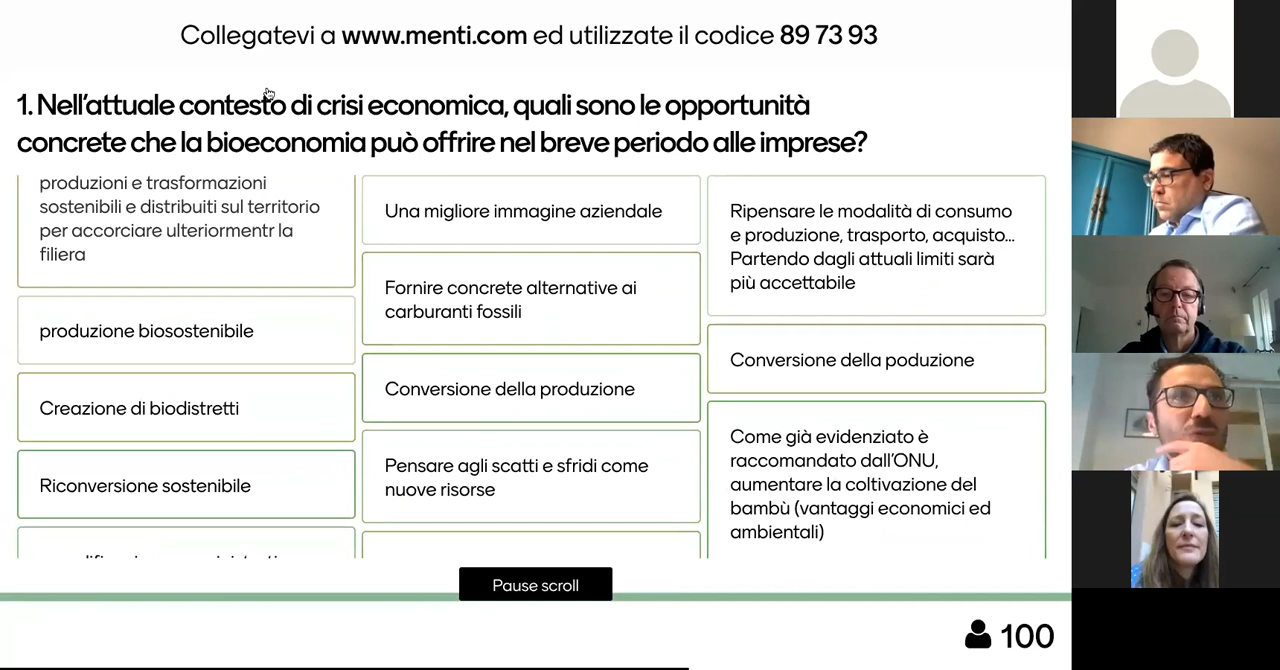 Collegatevi a www.menti.com ed utilizzate il codice 89 73 93
1. Nell'attuale contesto di crisi economica, quali sono le opportunità
concrete che la bioeconomia può offrire nel breve periodo alle imprese?
produzioni e trasformazioni
sostenibili e distribuiti sul territorio
per accorciare ulteriormentr la
filiera
produzione biosostenibile
Creazione di biodistretti
Riconversione sostenibile
Una migliore immagine aziendale
Fornire concrete alternative ai
carburanti fossili
Conversione della produzione
Pensare agli scatti e sfridi come
nuove risorse
Ripensare le modalità di consumo
e produzione, trasporto, acquisto...
Partendo dagli attuali limiti sarà
più accettabile
Conversione della poduzione
Come già evidenziato è
raccomandato dall'ONU,
aumentare la coltivazione del
bambù (vantaggi economici ed
ambientali)
Pause scroll
100